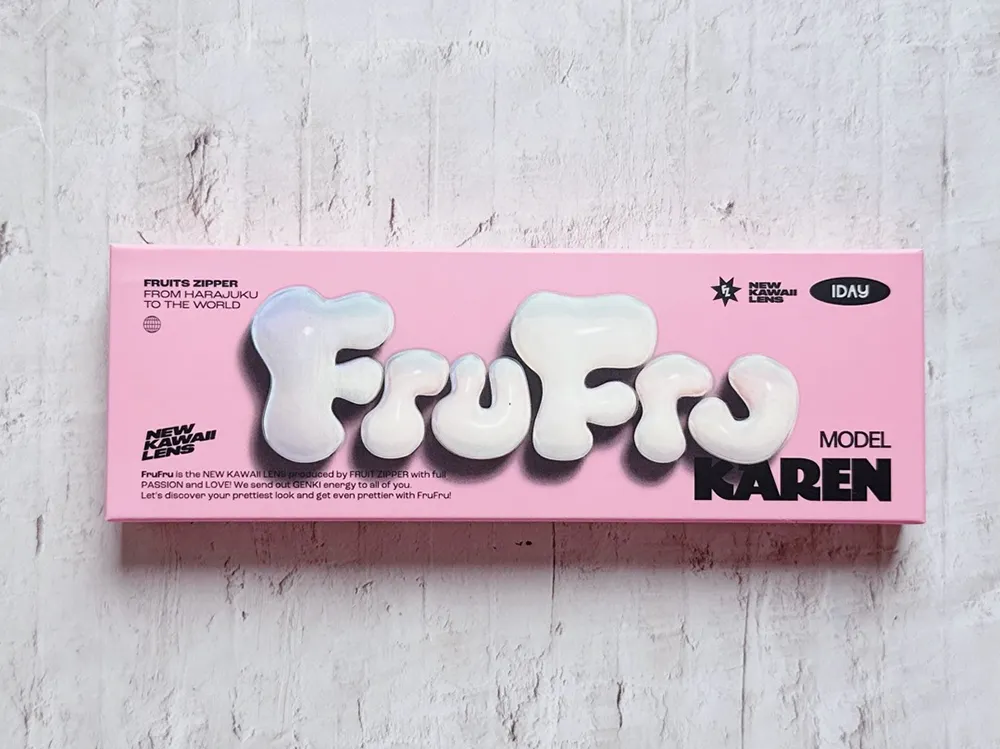 FRUITS ZIPPER
FROM HARAJUKU
TO THE WORLD
FZ
NEW
KAWAII
LENS
1DAY
FruFru
NEW
KAWAII
LENS
FruFru is the NEW KAWAII LENS produced by FRUIT ZIPPER with full
PASSION and LOVE! We send out GENKI energy to all of you.
Let's discover your prettiest look and get even prettier with FruFru!
MODEL
KAREN